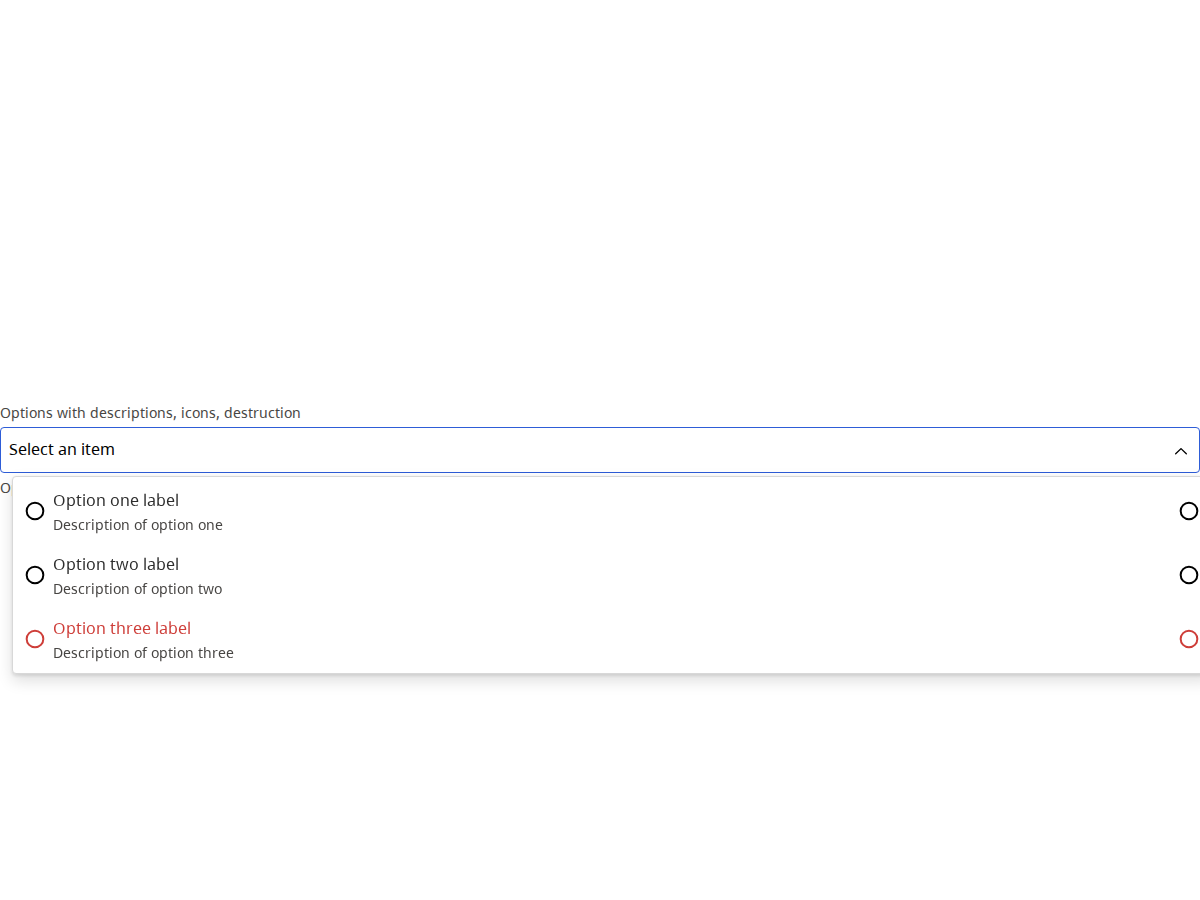 Options with descriptions, icons, destruction
Select an item
Option one label
Description of option one
Option two label
Description of option two
Option three label
Description of option three